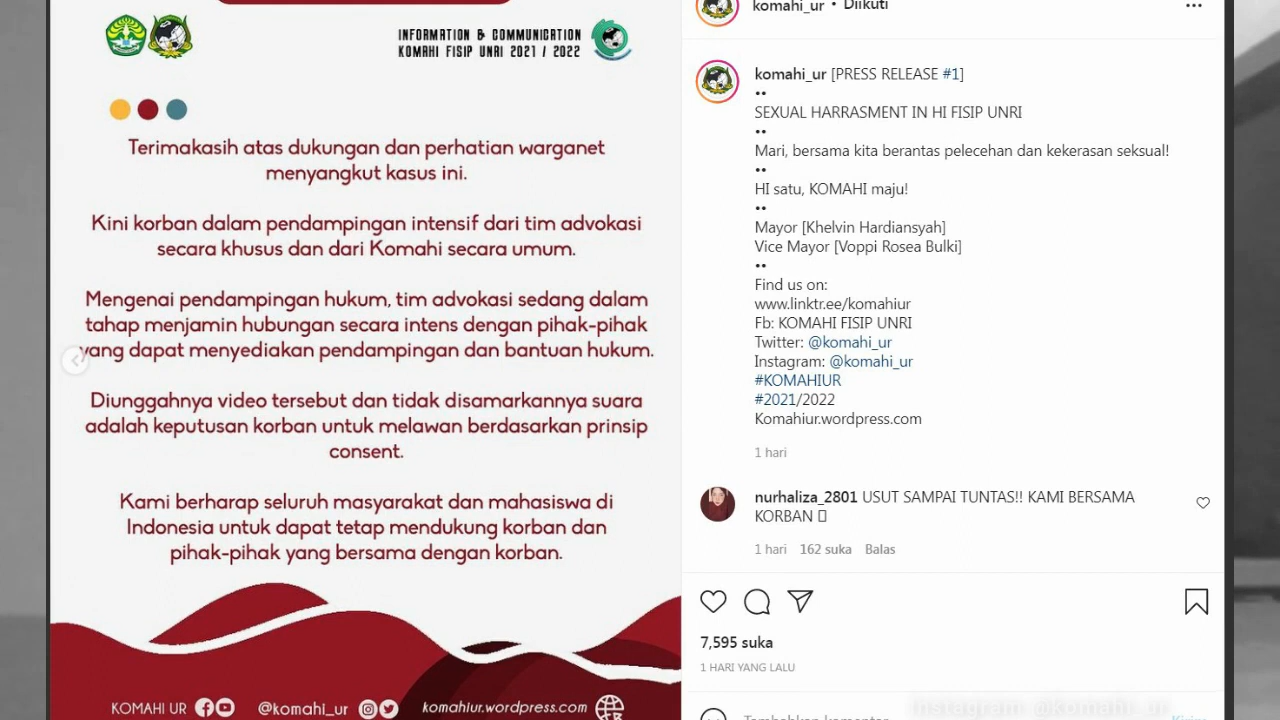 INFORMATION & COMMUNICATION
KOMAHI FISIP UNRI 2021 / 2022
Terimakasih atas dukungan dan perhatian warganet
menyangkut kasus ini.
Kini korban dalam pendampingan intensif dari tim advokasi
secara khusus dan dari Komahi secara umum.
Mengenai pendampingan hukum, tim advokasi sedang dalam
tahap menjamin hubungan secara intens dengan pihak-pihak
yang dapat menyediakan pendampingan dan bantuan hukum.
Diunggahnya video tersebut dan tidak disamarkannya suara
adalah keputusan korban untuk melawan berdasarkan prinsip
consent.
Kami berharap seluruh masyarakat dan mahasiswa di
Indonesia untuk dapat tetap mendukung korban dan
pihak-pihak yang bersama dengan korban.
KOMAHI UR @komahi_ur komahiur.wordpress.com
komahi_ur • Diikuti
komahi_ur [PRESS RELEASE #1]
••
SEXUAL HARRASMENT IN HI FISIP UNRI
••
Mari, bersama kita berantas pelecehan dan kekerasan seksual!
••
HI satu, KOMAHI maju!
••
Mayor [Khelvin Hardiansyah]
Vice Mayor [Voppi Rosea Bulki]
••
Find us on:
www.linktr.ee/komahiur
Fb: KOMAHI FISIP UNRI
Twitter: @komahi_ur
Instagram: @komahi_ur
#KOMAHIUR
#2021/2022
Komahiur.wordpress.com
1 hari
nurhaliza_2801 USUT SAMPAI TUNTAS!! KAMI BERSAMA
KORBAN
1 hari 162 suka Balas
7,595 suka
1 HARI YANG LALU
Tambahkan komentar
Instagram: @komahi_ur